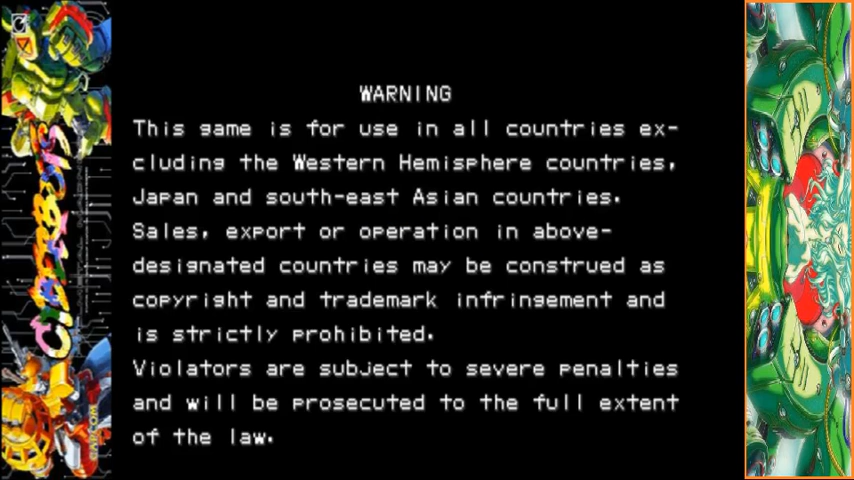 WARNING
This game is for use in all countries ex-
cluding the Western Hemisphere countries,
Japan and south-east Asian countries.
Sales, export or operation in above-
designated countries may be construed as
copyright and trademark infringement and
is strictly prohibited.
Violators are subject to severe penalties
and will be prosecuted to the full extent
of the law.
CYBERBOTS
CAPCOM